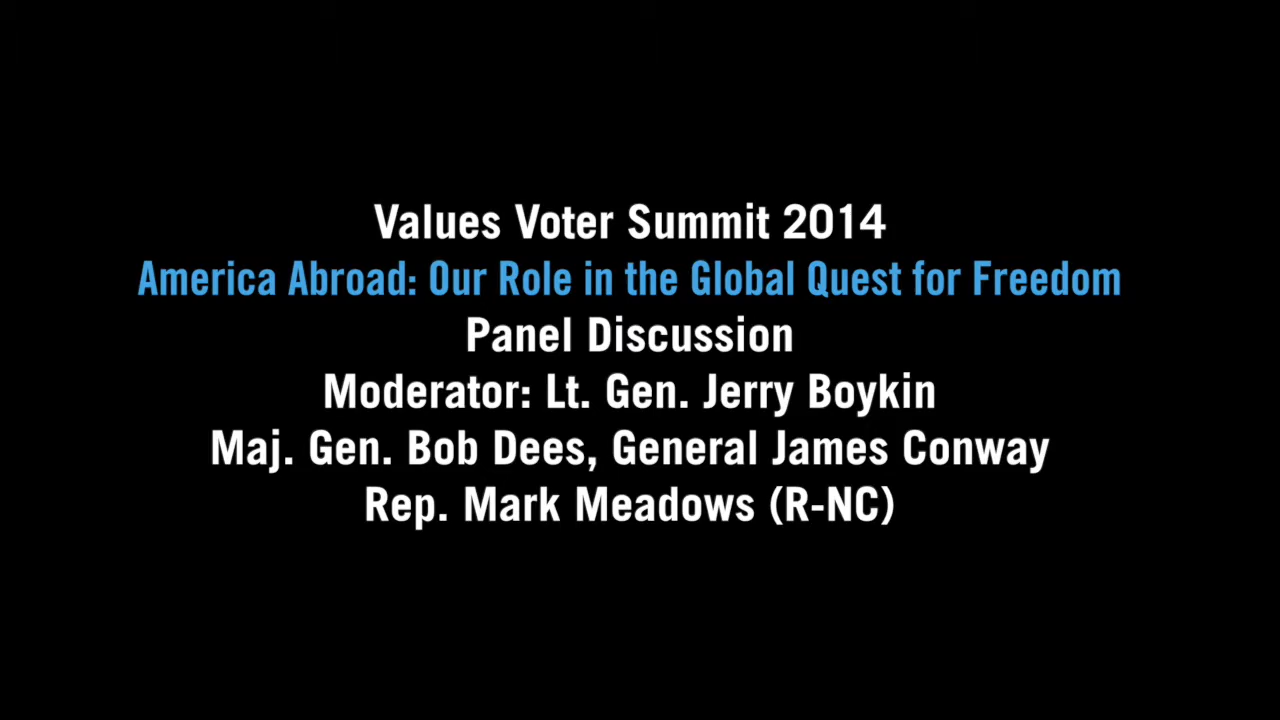 Values Voter Summit 2014
America Abroad: Our Role in the Global Quest for Freedom
Panel Discussion
Moderator: Lt. Gen. Jerry Boykin
Maj. Gen. Bob Dees, General James Conway
Rep. Mark Meadows (R-NC)